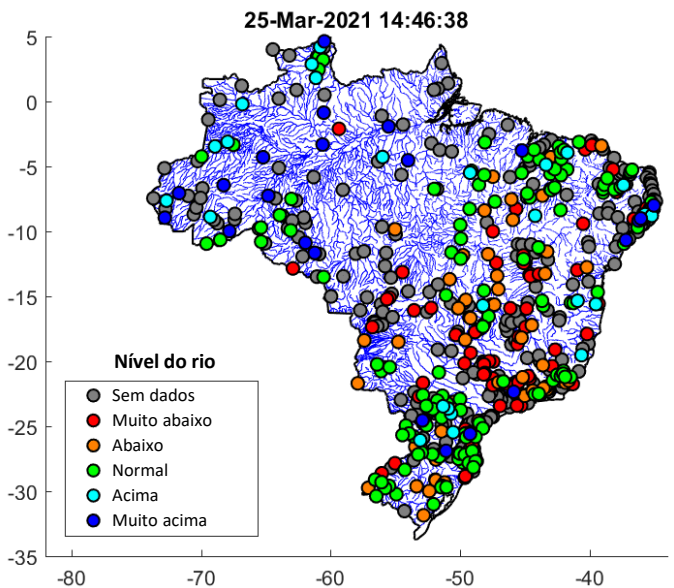 25-Mar-2021 14:46:38
5
0
-5
-10
-15
-20
-25
-30
-35
Nível do rio
Sem dados
Muito abaixo
Abaixo
Normal
Acima
Muito acima
-80 -70 -60 -50 -40